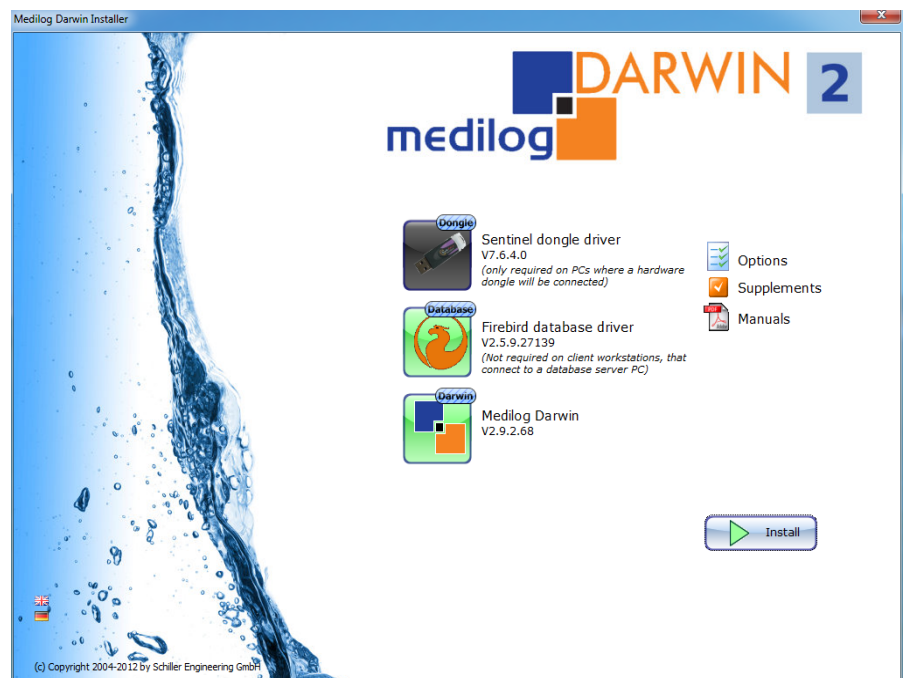 Medilog Darwin Installer
DARWIN 2
medilog
Dongle
Sentinel dongle driver
V7.6.4.0
(only required on PCs where a hardware
dongle will be connected)
Database
Firebird database driver
V2.5.9.27139
(Not required on client workstations, that
connect to a database server PC)
Darwin
Medilog Darwin
V2.9.2.68
Options
Supplements
PDF
Manuals
Install
(c) Copyright 2004-2012 by Schiller Engineering GmbH